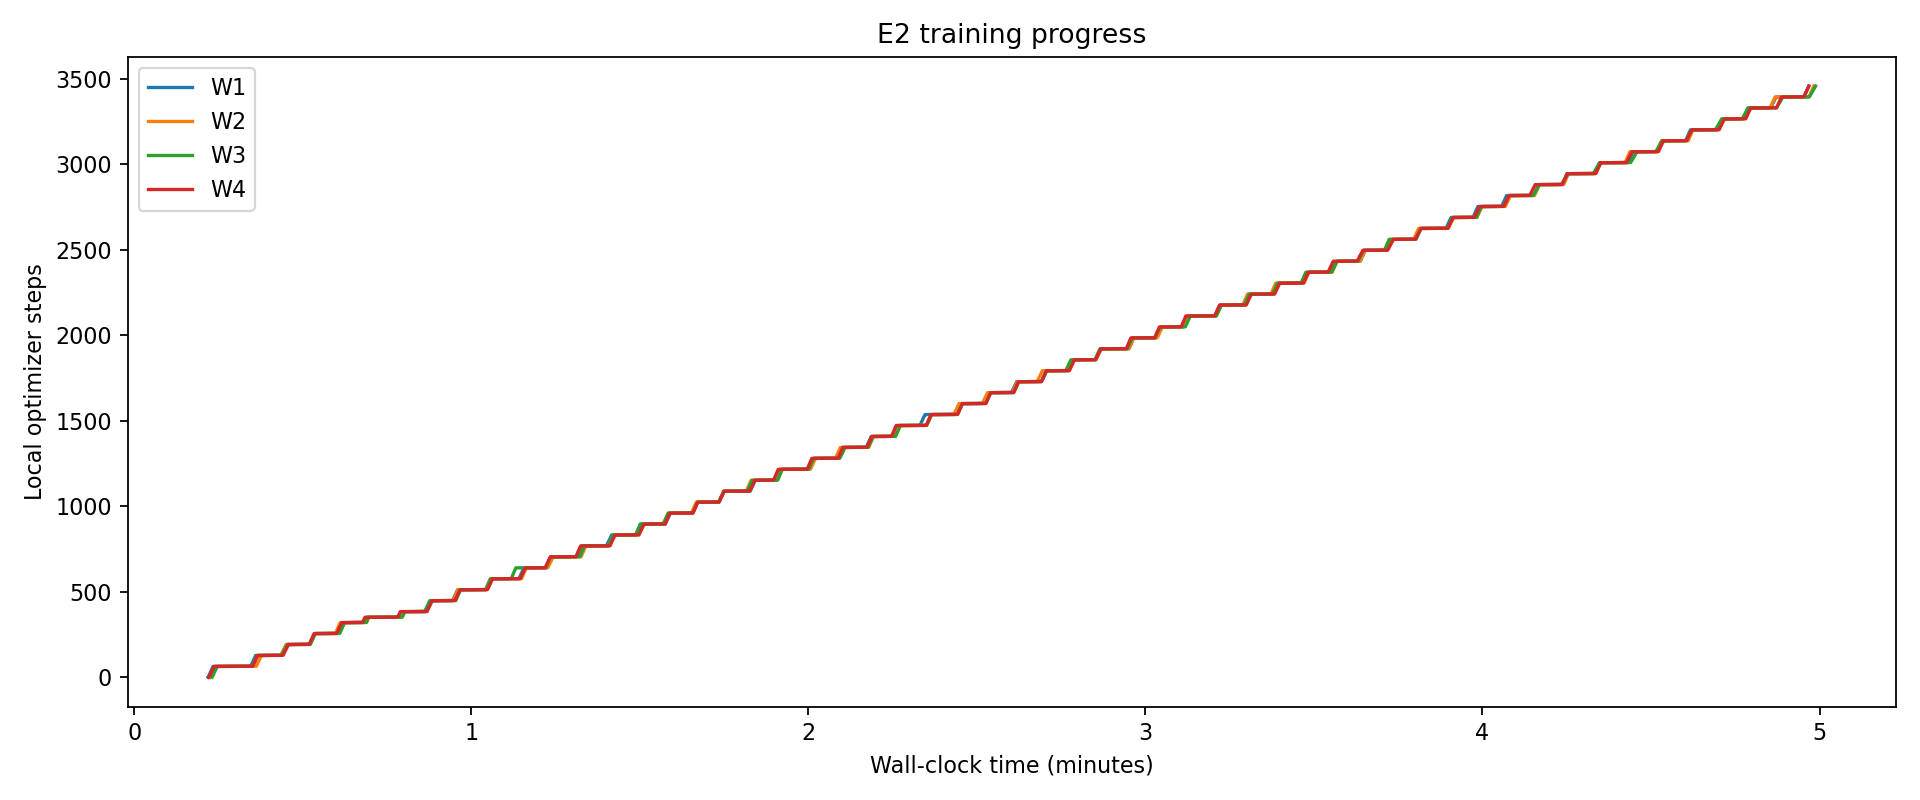 E2 training progress
W1
W2
W3
W4
3500
3000
2500
2000
1500
1000
500
0
Local optimizer steps
0 1 2 3 4 5
Wall-clock time (minutes)